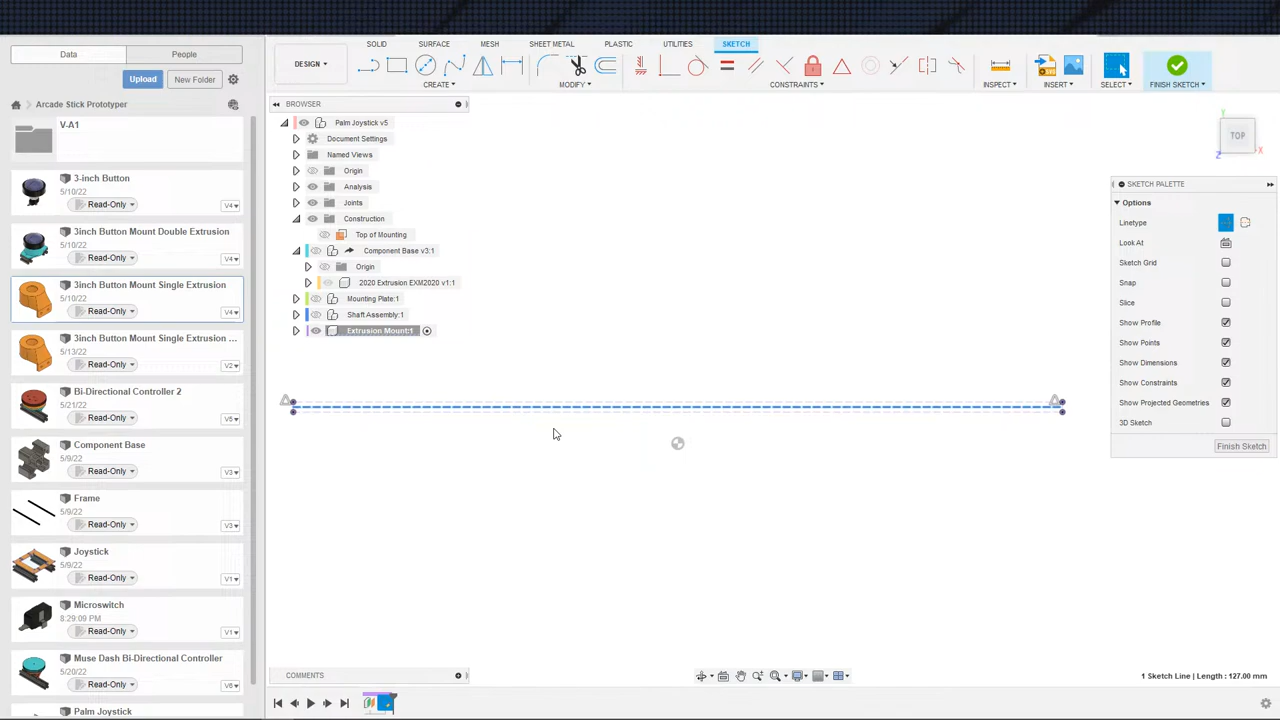 Data
People
Upload
New Folder
Arcade Stick Prototyper
V-A1
3-inch Button
5/10/22
Read-Only
V4
3inch Button Mount Double Extrusion
5/10/22
Read-Only
V4
3inch Button Mount Single Extrusion
5/10/22
Read-Only
V4
3inch Button Mount Single Extrusion ...
5/13/22
Read-Only
V2
Bi-Directional Controller 2
5/21/22
Read-Only
Component Base
5/9/22
Read-Only
V3
Frame
5/9/22
Read-Only
V3
Joystick
5/9/22
Read-Only
V1
Microswitch
8:29:09 PM
Read-Only
V1
Muse Dash Bi-Directional Controller
5/20/22
Read-Only
Palm Joystick
DESIGN
SOLID
SURFACE
MESH
SHEET METAL
PLASTIC
UTILITIES
SKETCH
CREATE
MODIFY
CONSTRAINTS
INSPECT
INSERT
SELECT
FINISH SKETCH
BROWSER
Palm Joystick v5
Document Settings
Named Views
Origin
Analysis
Joints
Construction
Top of Mounting
Component Base v3:1
Origin
2020 Extrusion EXM2020 v1:1
Mounting Plate:1
Shaft Assembly:1
Extrusion Mount:1
Y
TOP
X
Z
SKETCH PALETTE
Options
Linetype
Look At
Sketch Grid
Snap
Slice
Show Profile
Show Points
Show Dimensions
Show Constraints
Show Projected Geometries
3D Sketch
Finish Sketch
COMMENTS
1 Sketch Line | Length : 127.00 mm